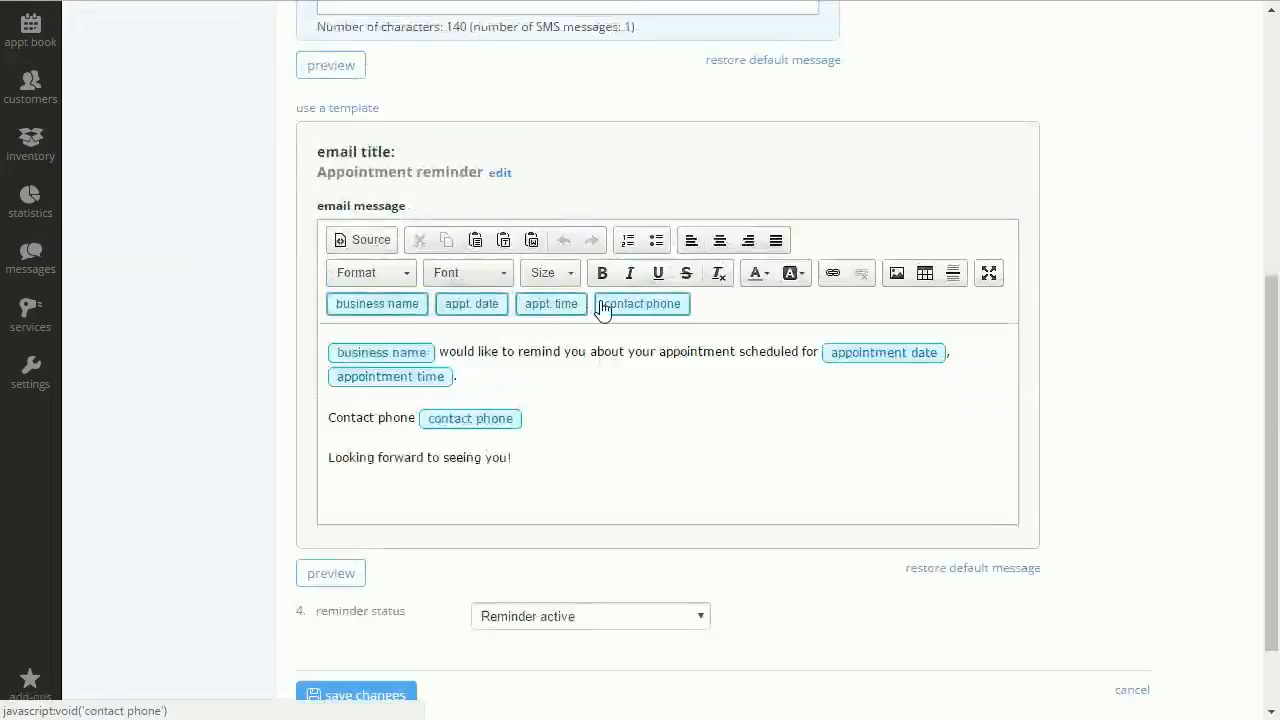 appt book
customers
inventory
statistics
messages
services
settings
add-ons
Number of characters: 140 (number of SMS messages: 1)
preview
restore default message
use a template
email title:
Appointment reminder edit
email message
Source
Format Font Size B I U S Tx A A
business name appt. date appt. time contact phone
business name would like to remind you about your appointment scheduled for appointment date,
appointment time.
Contact phone contact phone
Looking forward to seeing you!
preview
restore default message
4. reminder status Reminder active
save changes
cancel
javascript:void('contact phone')